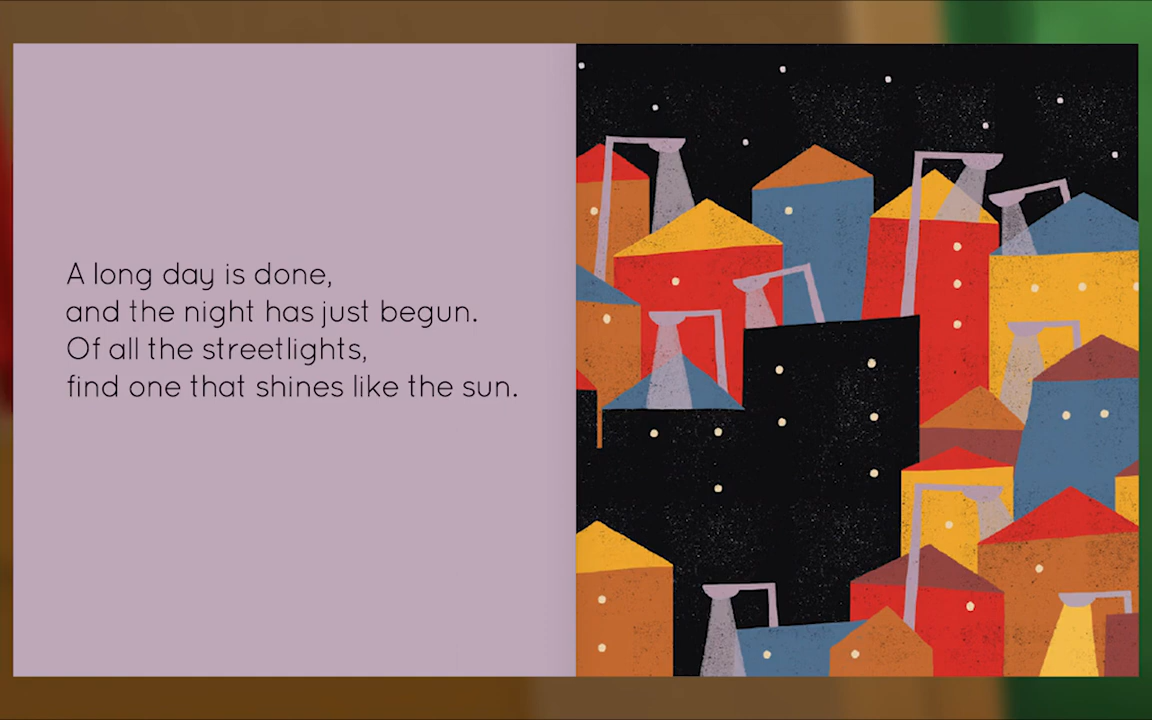 A long day is done,
and the night has just begun.
Of all the streetlights,
find one that shines like the sun.